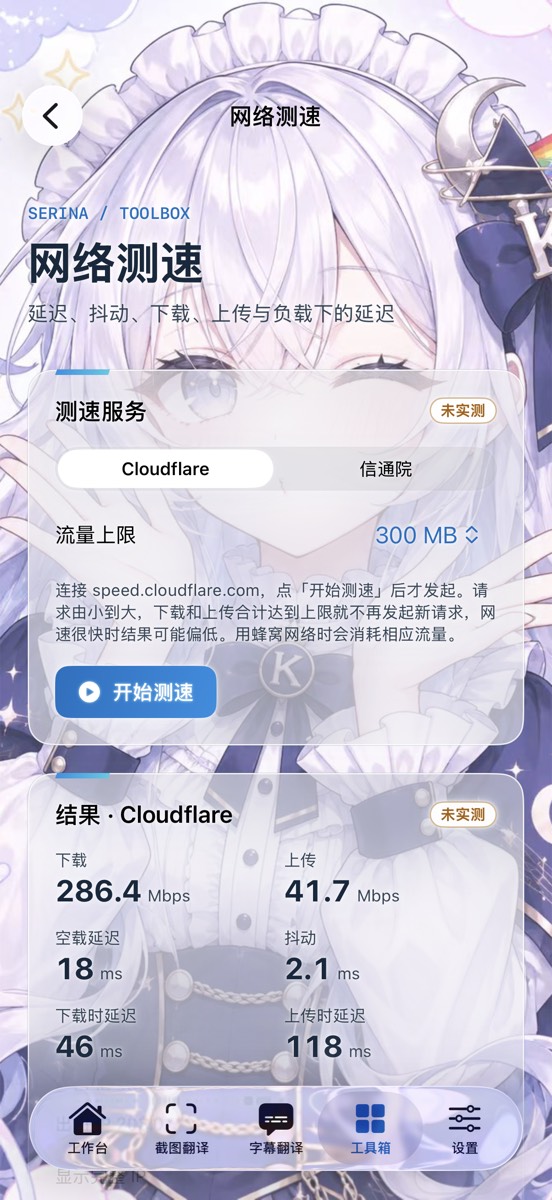 网络测速
K
SERINA / TOOLBOX
网络测速
延迟、抖动、下载、上传与负载下的延迟
测速服务
未实测
Cloudflare
信通院
流量上限
300 MB
连接 speed.cloudflare.com，点「开始测速」后才发起。请
求由小到大，下载和上传合计达到上限就不再发起新请求，网
速很快时结果可能偏低。用蜂窝网络时会消耗相应流量。
K
开始测速
结果 · Cloudflare
未实测
下载
上传
286.4 Mbps
41.7 Mbps
空载延迟
抖动
18 ms
2.1 ms
下载时延迟
上传时延迟
46 ms
118 ms
工作台
截图翻译
字幕翻译
工具箱
设置